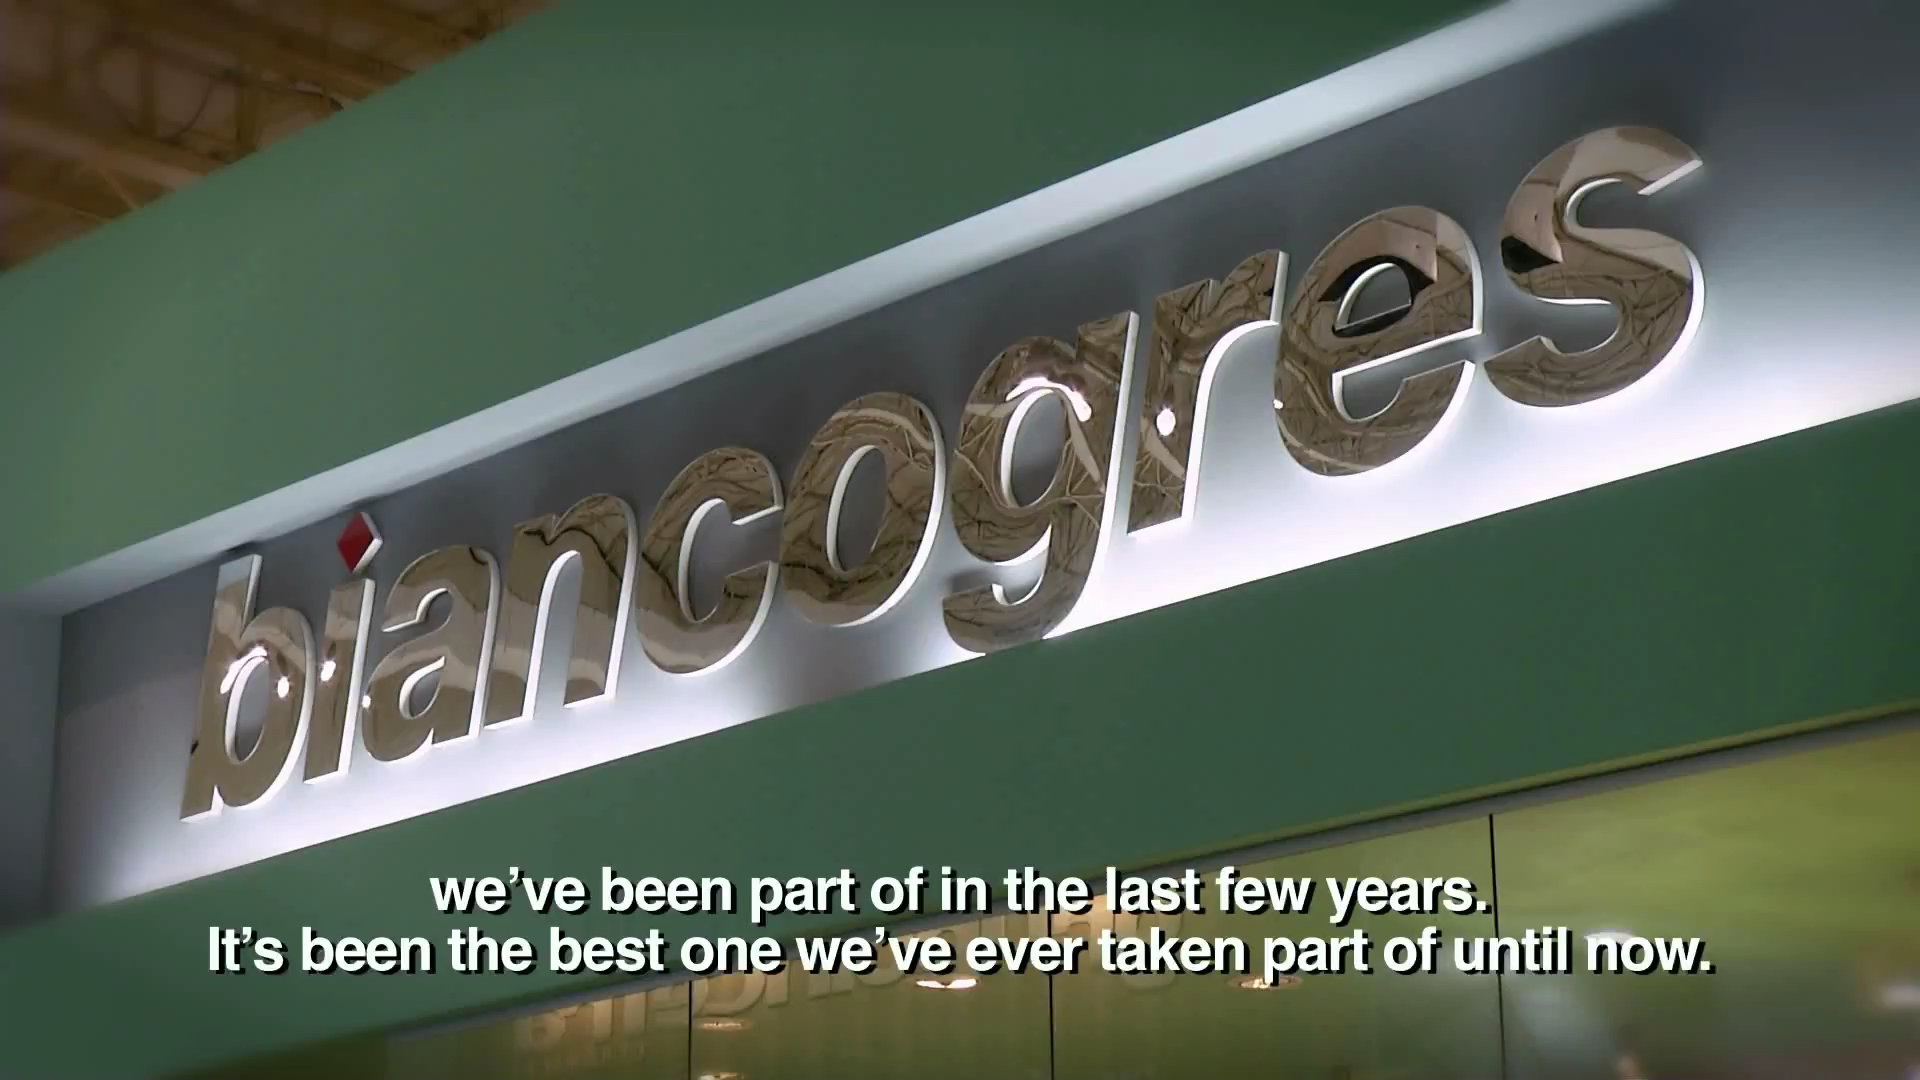 biancogres
we've been part of in the last few years.
It's been the best one we've ever taken part of until now.